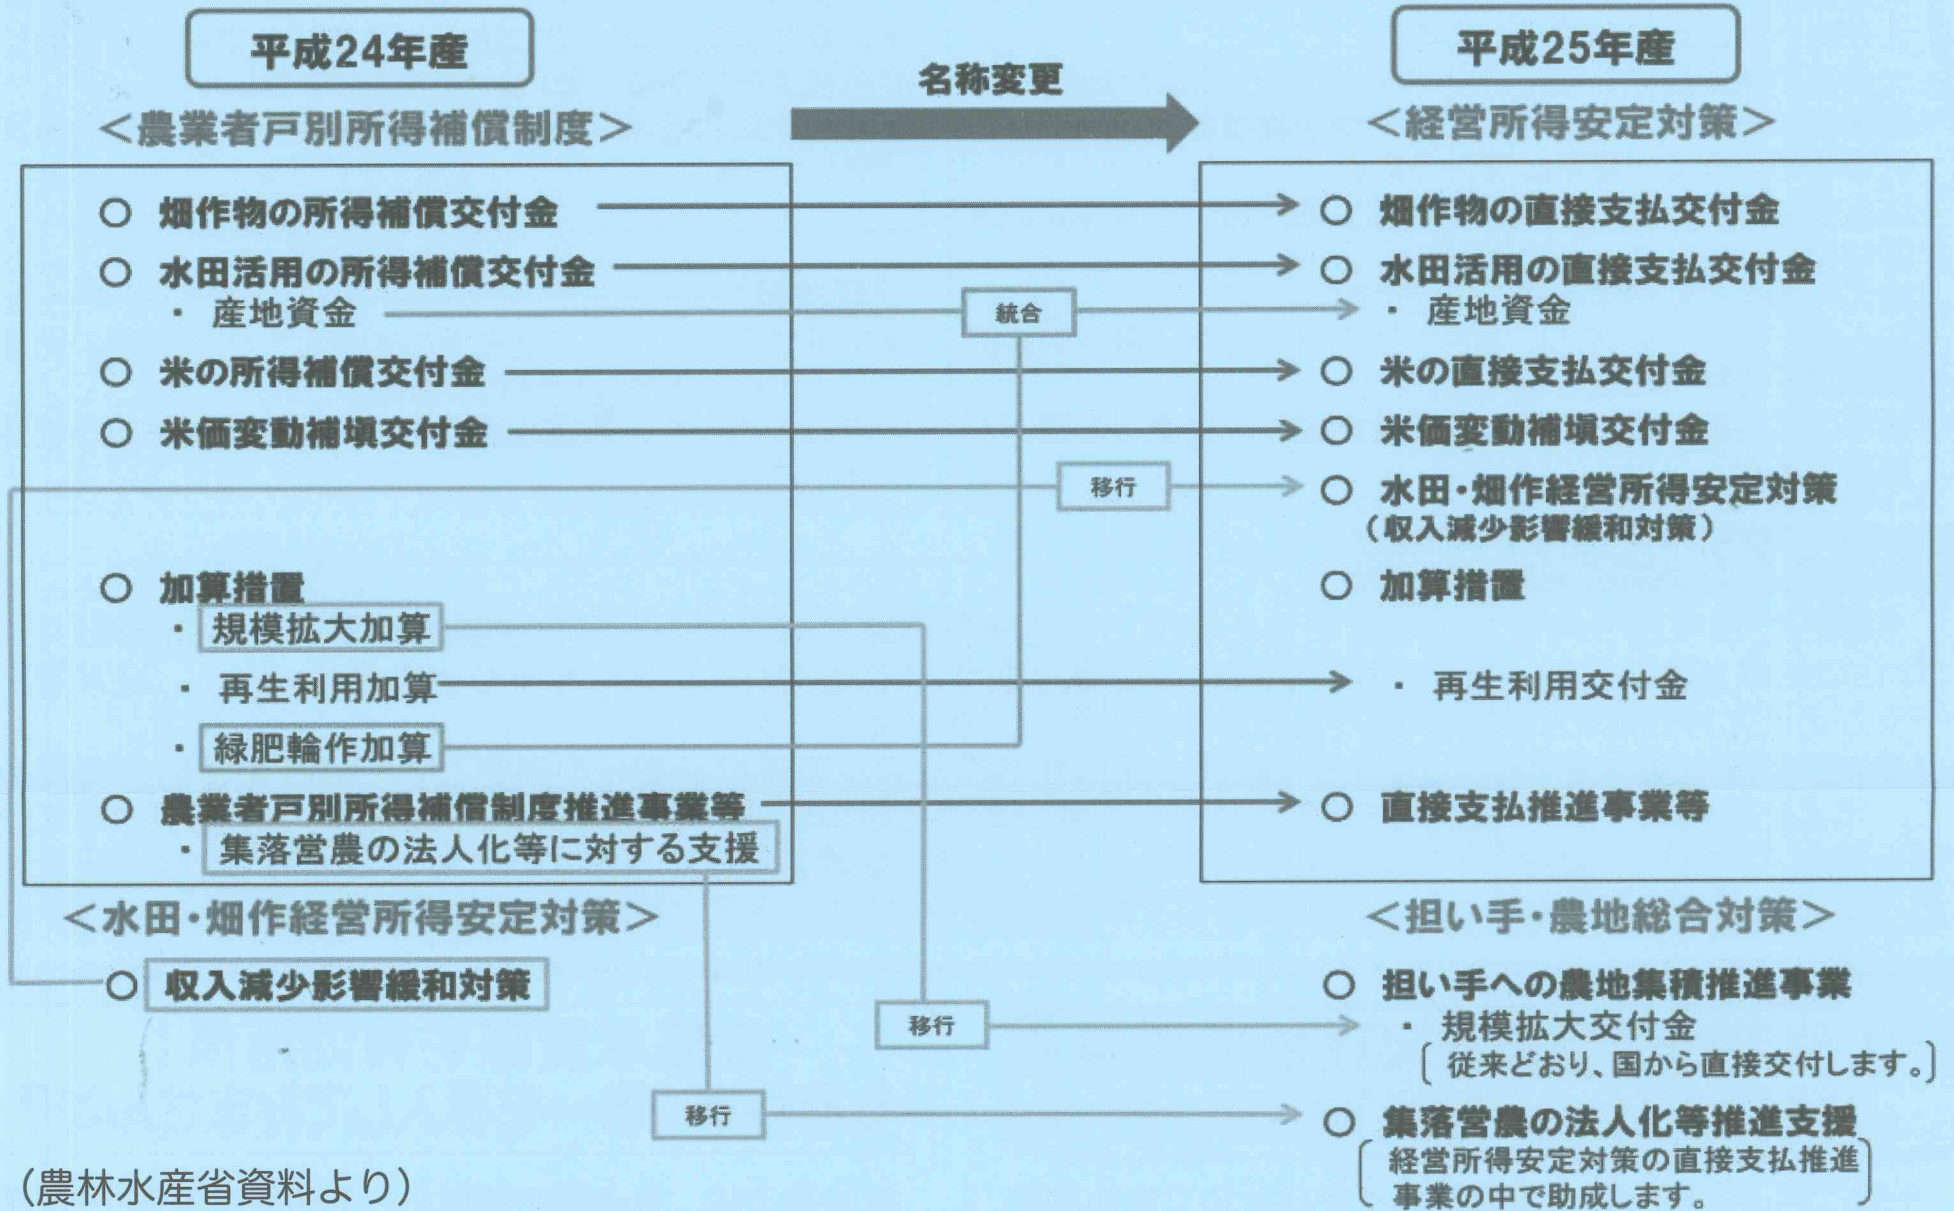 平成24年産
<農業者戸別所得補償制度>
○ 畑作物の所得補償交付金
○ 水田活用の所得補償交付金
・ 産地資金
○ 米の所得補償交付金
○ 米価変動補塡交付金
○ 加算措置
・ 規模拡大加算
・ 再生利用加算
・ 緑肥輪作加算
○ 農業者戸別所得補償制度推進事業等
・ 集落営農の法人化等に対する支援
<水田・畑作経営所得安定対策>
○ 収入減少影響緩和対策
名称変更
統合
移行
移行
移行
平成25年産
<経営所得安定対策>
○ 畑作物の直接支払交付金
○ 水田活用の直接支払交付金
・ 産地資金
○ 米の直接支払交付金
○ 米価変動補塡交付金
○ 水田・畑作経営所得安定対策
(収入減少影響緩和対策)
○ 加算措置
・ 再生利用交付金
○ 直接支払推進事業等
<担い手・農地総合対策>
○ 担い手への農地集積推進事業
・ 規模拡大交付金
〔従来どおり、国から直接交付します。〕
○ 集落営農の法人化等推進支援
〔経営所得安定対策の直接支払推進
事業の中で助成します。〕
(農林水産省資料より)